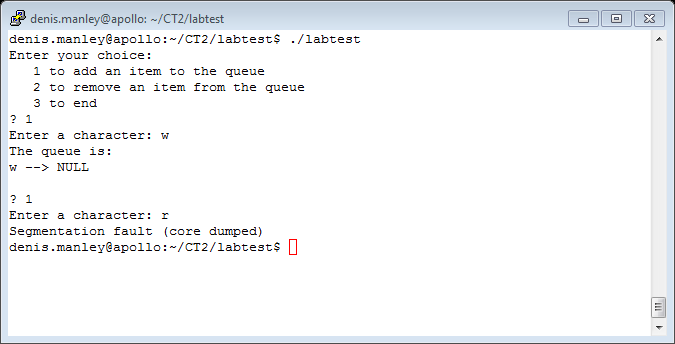 denis.manley@apollo: ~/CT2/labtest
denis.manley@apollo:~/CT2/labtest$ ./labtest
Enter your choice:
   1 to add an item to the queue
   2 to remove an item from the queue
   3 to end
? 1
Enter a character: w
The queue is:
w --> NULL

? 1
Enter a character: r
Segmentation fault (core dumped)
denis.manley@apollo:~/CT2/labtest$